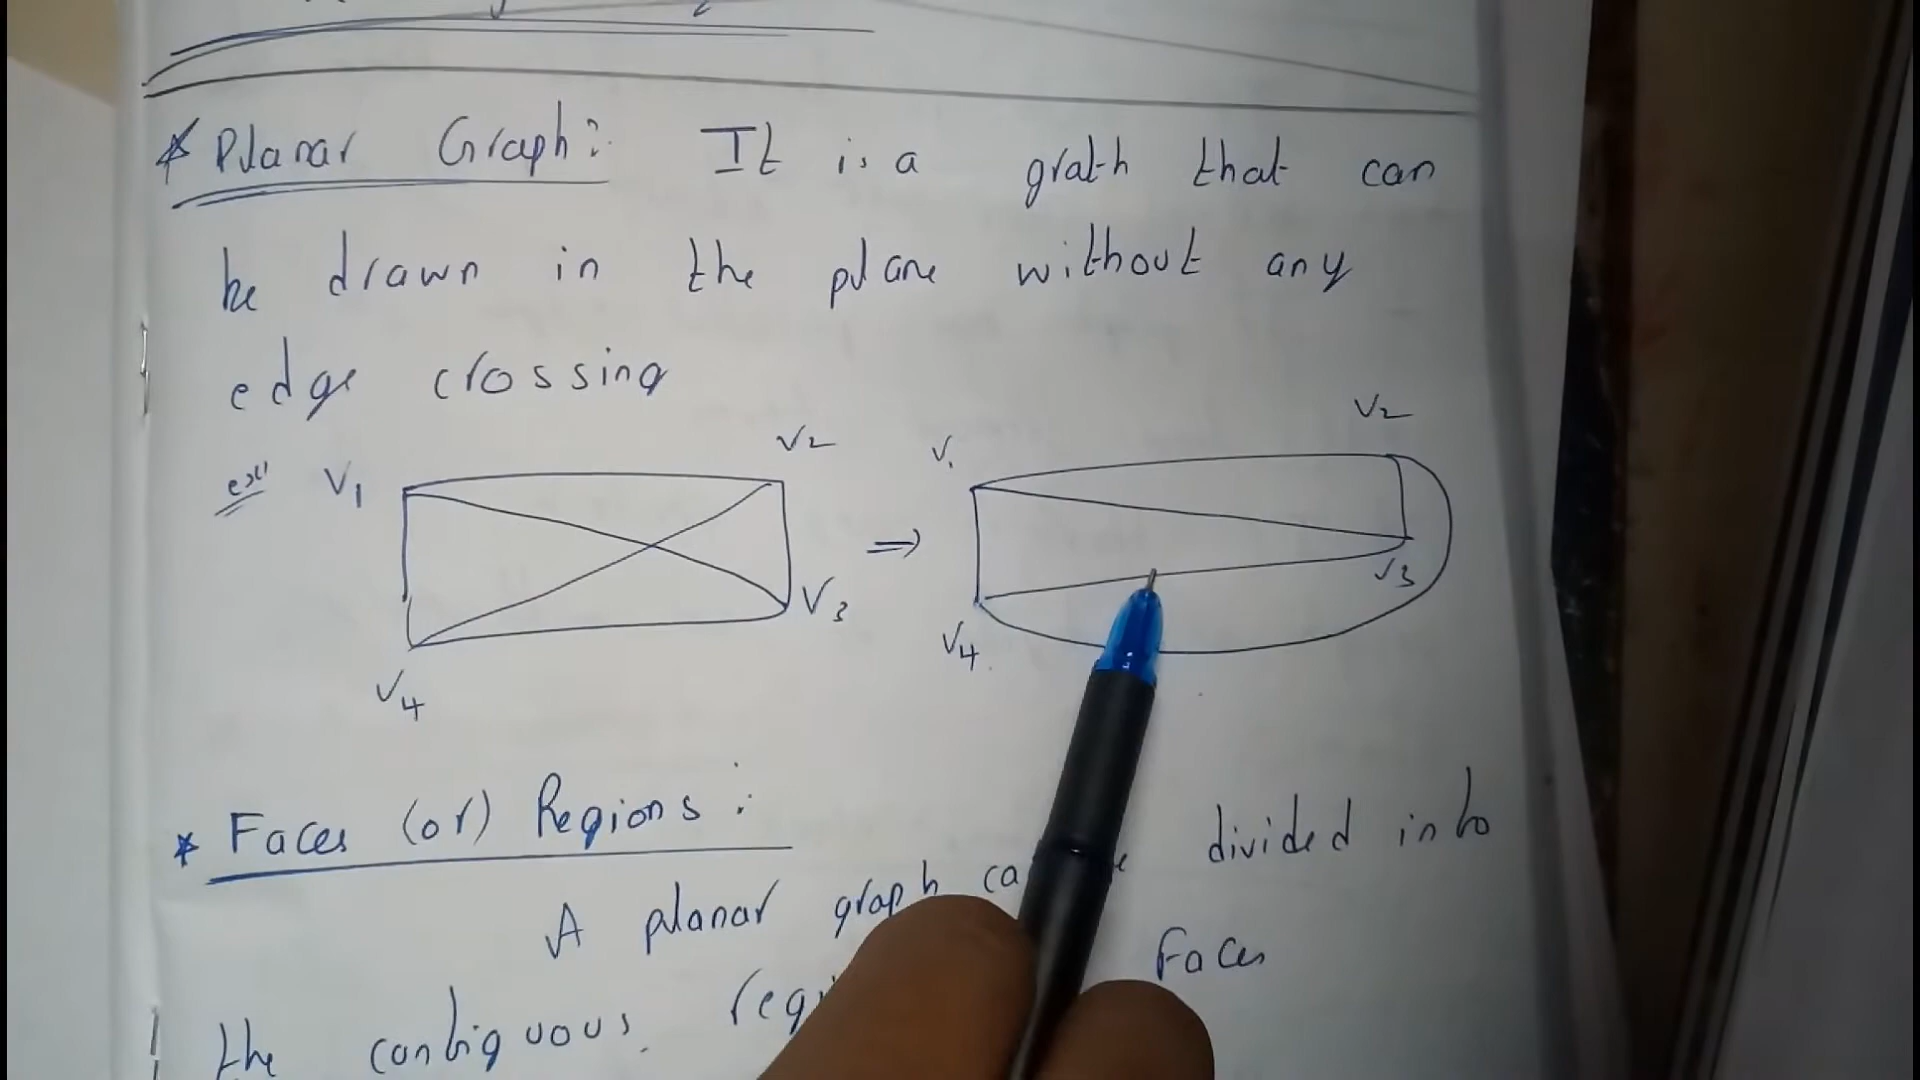 * Planar Graph: It is a grath that can
be drawn in the plane without any
edge crossing
ex: V1 V2 V3 V4 ⇒ V1 V2 V3 V4
* Faces (or) Regions:
A planar graph divided into
the contiguous Faces